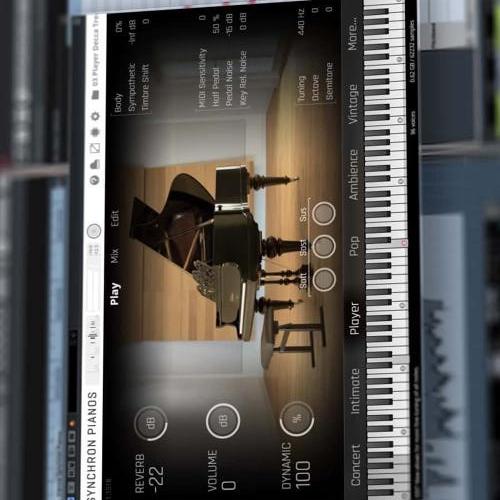 SYNCHRON PIANOS
03 Player Decca Tre
Play
Mix
Edit
REVERB
-22
dB
VOLUME
0
dB
DYNAMIC
100
%
Body 0%
Sympathetic -Inf dB
Timbre Shift 0
MIDI Sensitivity 0
Half Pedal 50 %
Pedal Noise -15 dB
Key Rel. Noise 0 dB
Tuning 440 Hz
Octave 0
Semitone 0
Soft Sost Sus
Concert Intimate Player Pop Ambience Vintage More...
96 voices 0.62 GB / 62232 samples